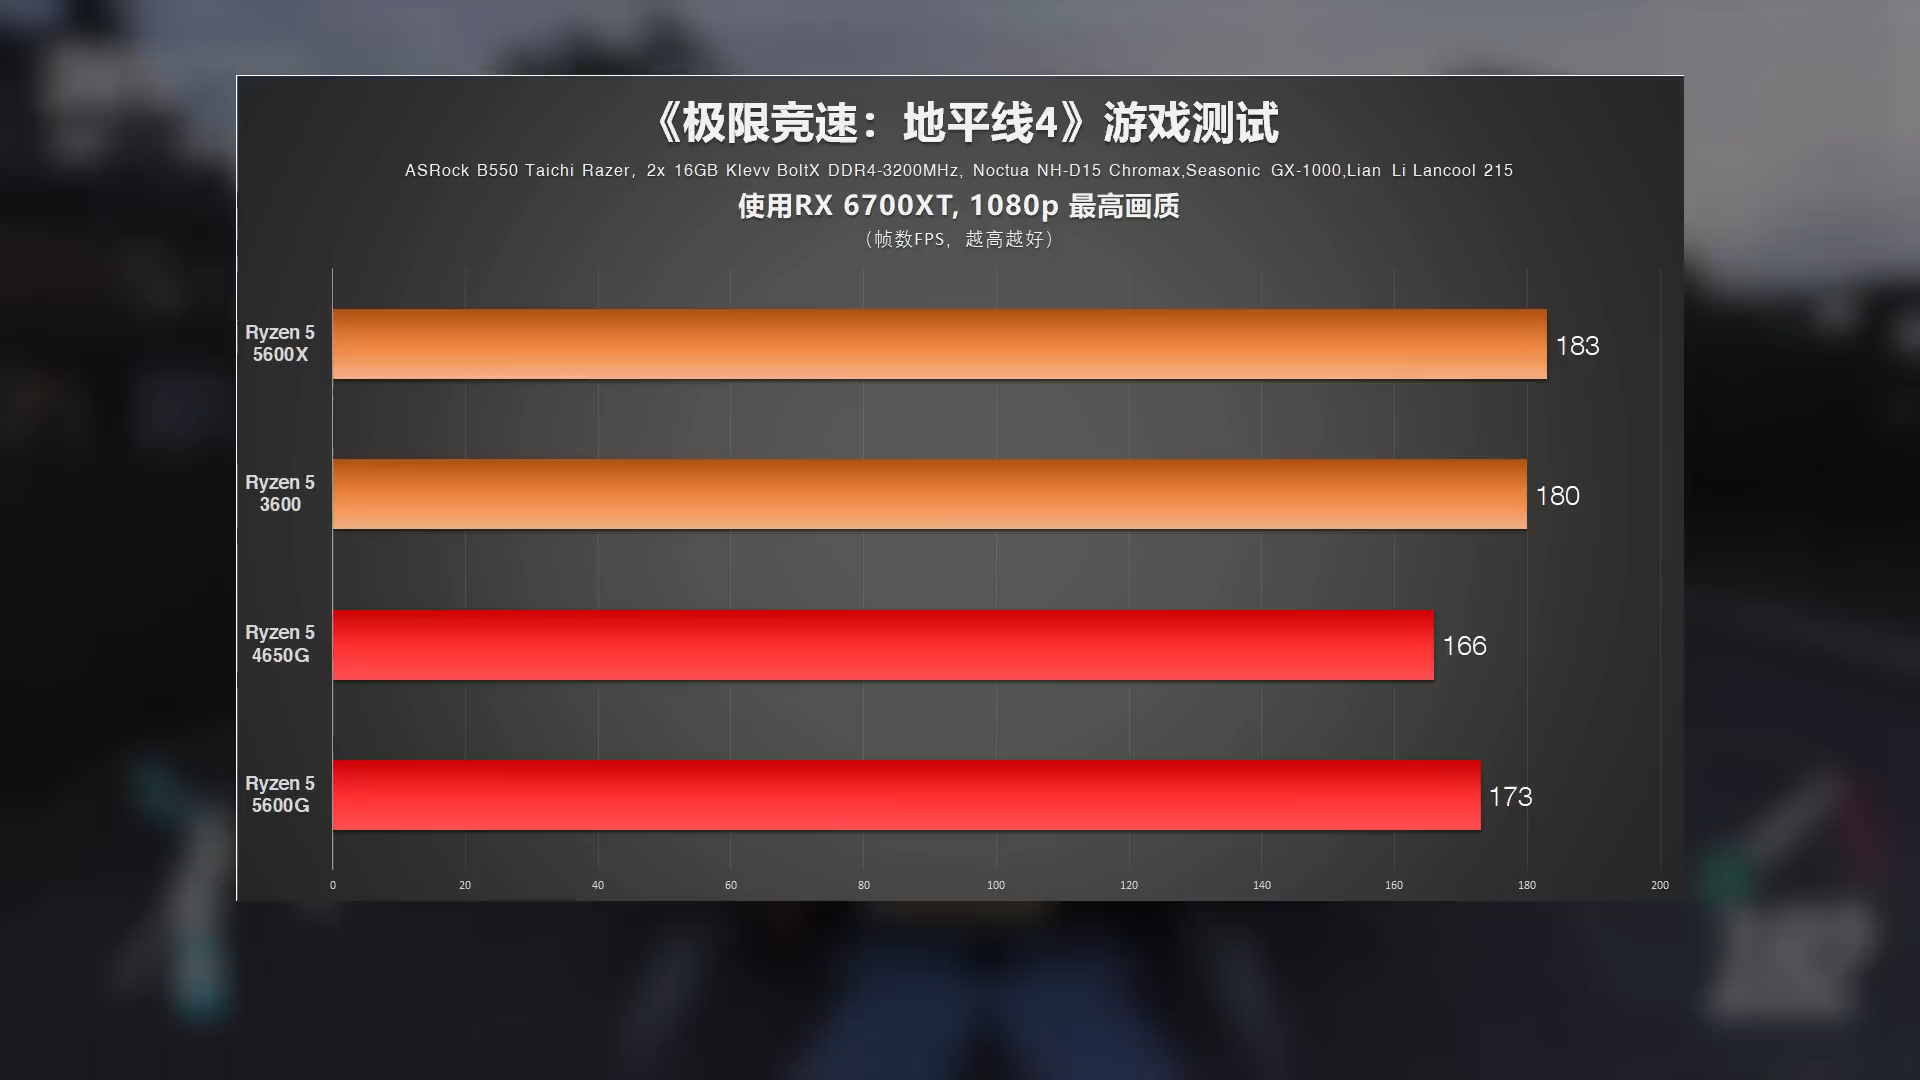 《极限竞速：地平线4》游戏测试
ASRock B550 Taichi Razer, 2x 16GB Klevv BoltX DDR4-3200MHz, Noctua NH-D15 Chromax,Seasonic GX-1000,Lian Li Lancool 215
使用RX 6700XT, 1080p 最高画质
（帧数FPS，越高越好）
Ryzen 5
5600X
183
Ryzen 5
3600
180
Ryzen 5
4650G
166
Ryzen 5
5600G
173
0 20 40 60 80 100 120 140 160 180 200